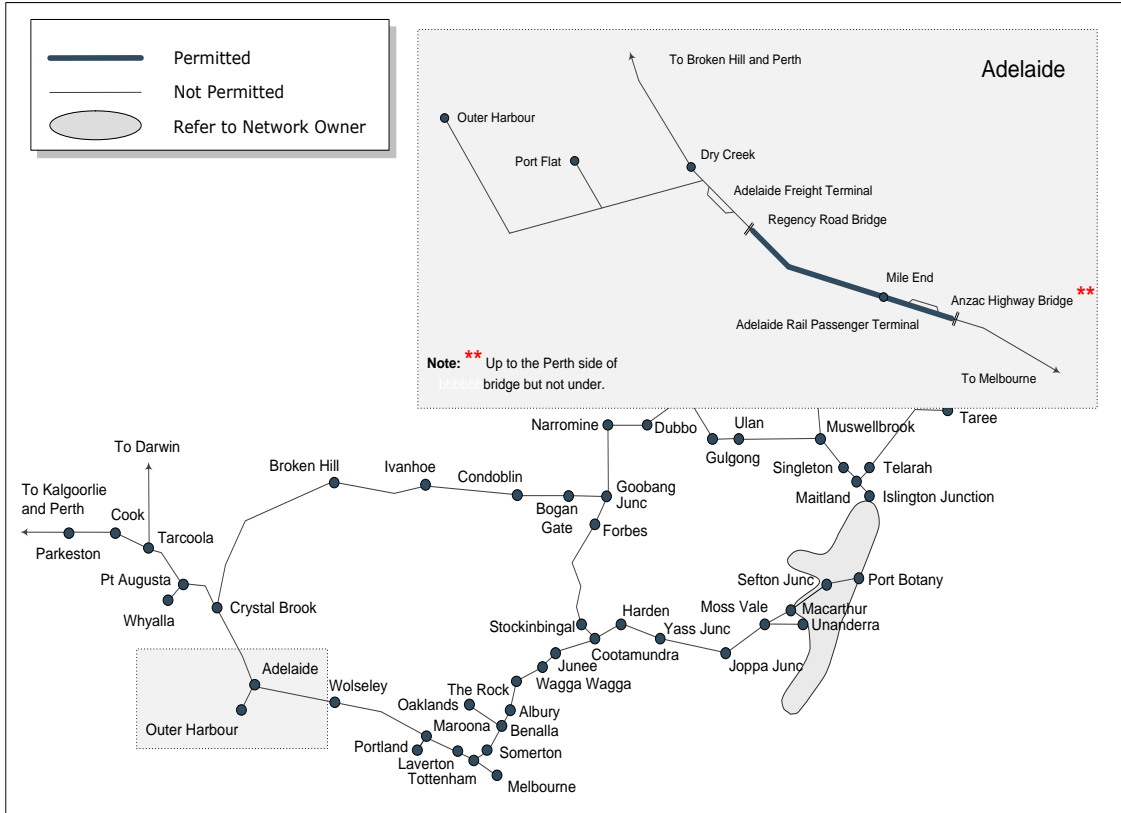 Permitted
Not Permitted
Refer to Network Owner
Adelaide
To Broken Hill and Perth
Outer Harbour
Port Flat
Dry Creek
Adelaide Freight Terminal
Regency Road Bridge
Mile End
Anzac Highway Bridge **
Adelaide Rail Passenger Terminal
Note: ** Up to the Perth side of
bbbbbb bridge but not under.
To Melbourne
Taree
Narromine
Dubbo
Ulan
Gulgong
Muswellbrook
Singleton
Telarah
Maitland
Islington Junction
To Darwin
Broken Hill
Ivanhoe
Condoblin
Bogan
Gate
Goobang
Junc
Forbes
To Kalgoorlie
and Perth
Cook
Parkeston
Tarcoola
Pt Augusta
Whyalla
Crystal Brook
Sefton Junc
Port Botany
Moss Vale
Macarthur
Unanderra
Harden
Stockinbingal
Yass Junc
Cootamundra
Joppa Junc
Junee
Wagga Wagga
The Rock
Oaklands
Albury
Benalla
Adelaide
Wolseley
Outer Harbour
Maroona
Portland
Somerton
Laverton
Tottenham
Melbourne